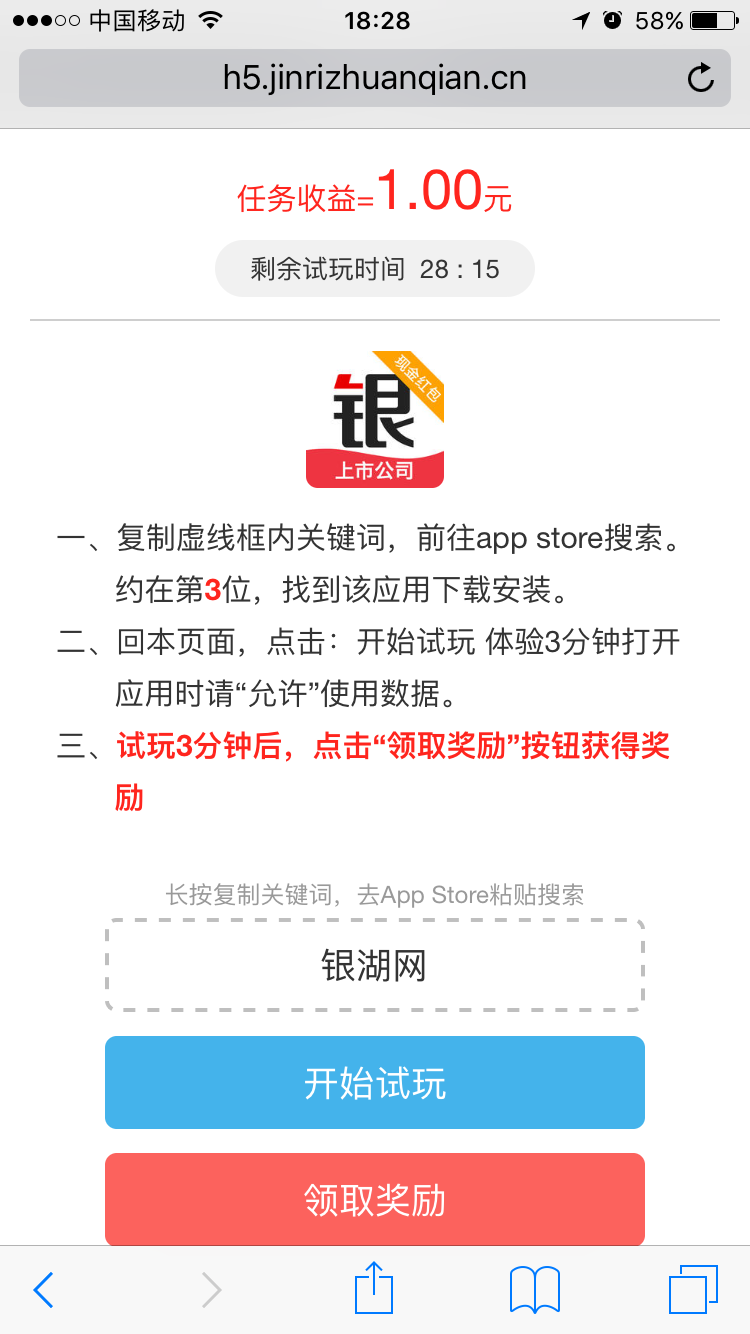 中国移动 18:28 58%
h5.jinrizhuanqian.cn
任务收益=1.00元
剩余试玩时间 28 : 15
现金红包
银
上市公司
一、复制虚线框内关键词，前往app store搜索。
约在第3位，找到该应用下载安装。
二、回本页面，点击：开始试玩 体验3分钟打开
应用时请“允许”使用数据。
三、试玩3分钟后，点击“领取奖励”按钮获得奖
励
长按复制关键词，去App Store粘贴搜索
银湖网
开始试玩
领取奖励